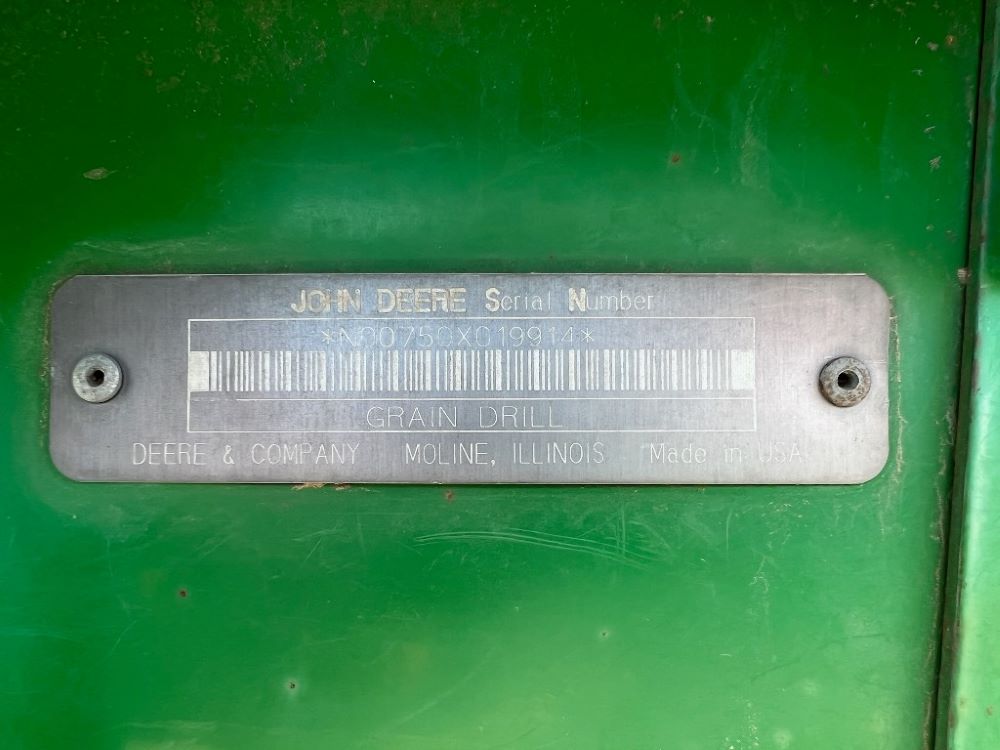 JOHN DEERE Serial Number
*N00750X019914*
GRAIN DRILL
DEERE & COMPANY MOLINE, ILLINOIS Made in USA